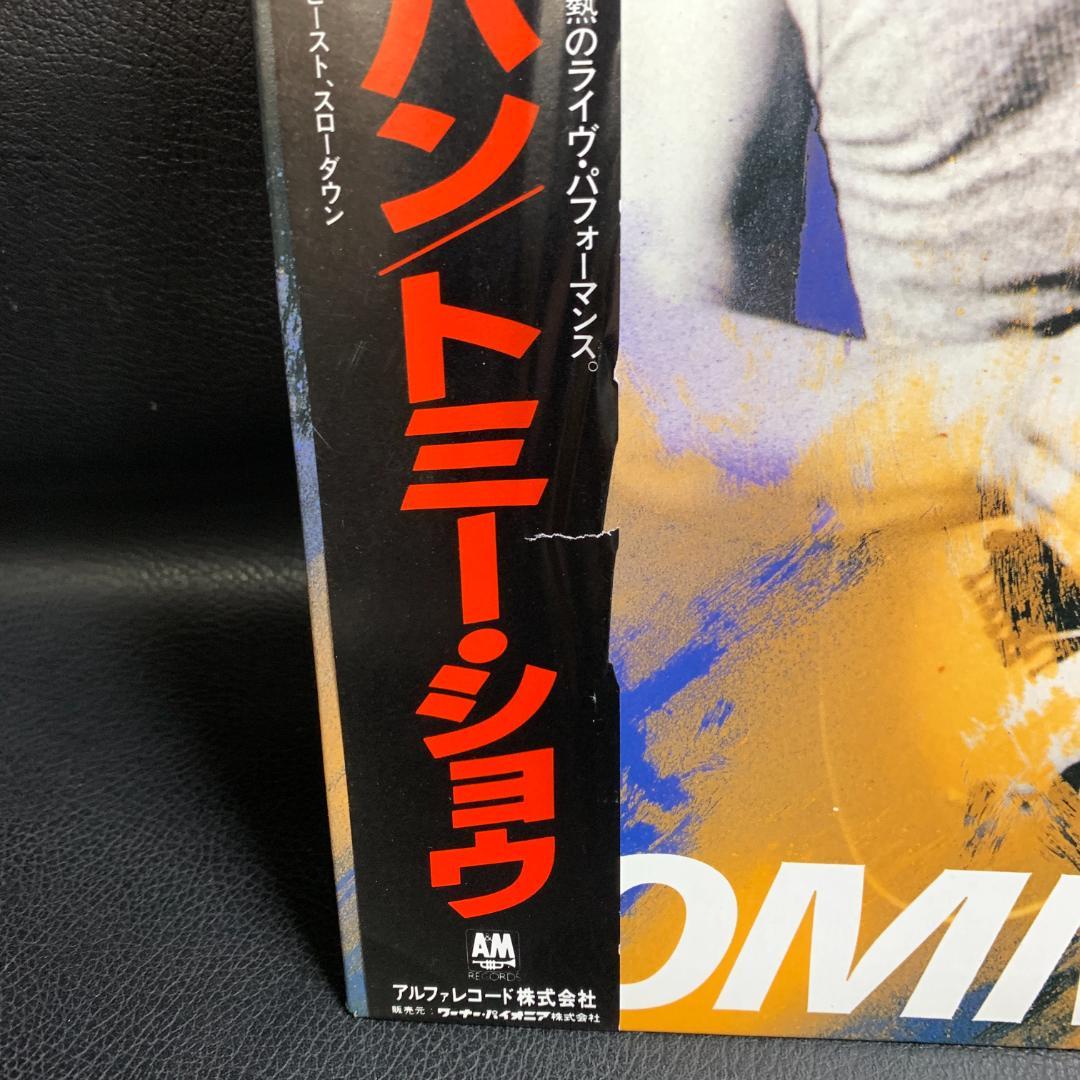 熱のライヴ・パフォーマンス。
ハン/トミー・ショウ
ビースト、スローダウン
A&M
RECORDS
アルファレコード株式会社
販売元：ワーナー・パイオニア株式会社
OMM